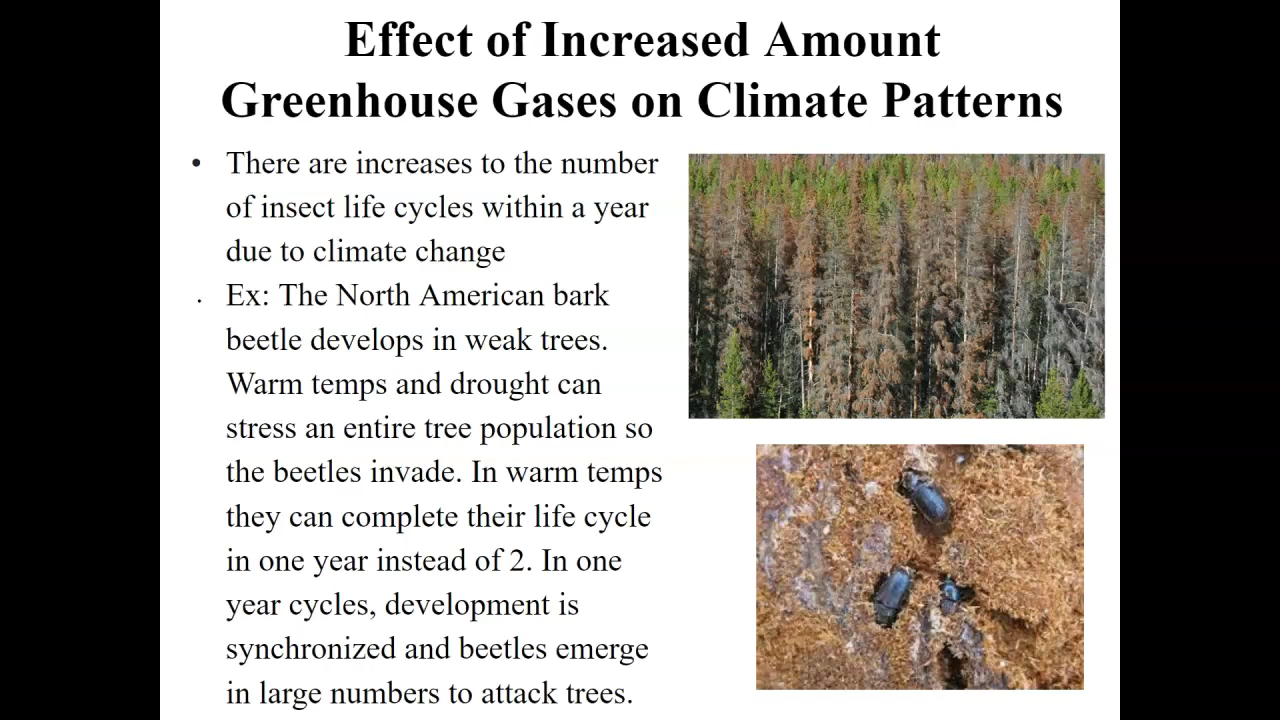 Effect of Increased Amount
Greenhouse Gases on Climate Patterns
• There are increases to the number
of insect life cycles within a year
due to climate change
. Ex: The North American bark
beetle develops in weak trees.
Warm temps and drought can
stress an entire tree population so
the beetles invade. In warm temps
they can complete their life cycle
in one year instead of 2. In one
year cycles, development is
synchronized and beetles emerge
in large numbers to attack trees.